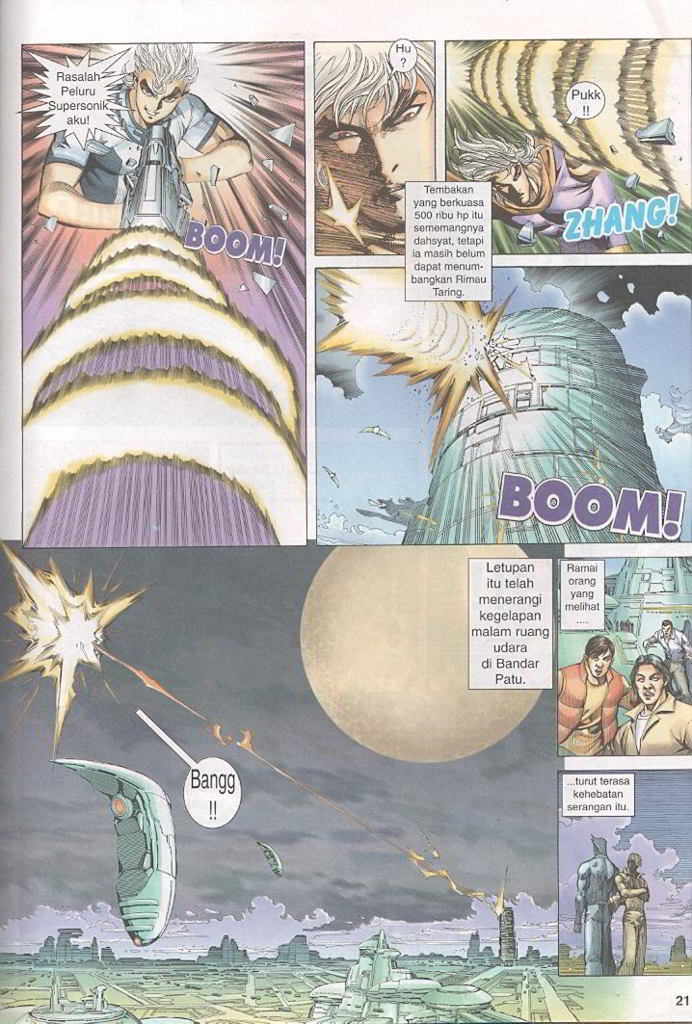 Rasalah
Peluru
Supersonik
aku!
BOOM!
Hu
?
Pukk
!!
ZHANG!
Tembakan
yang berkuasa
500 ribu hp itu
sememangnya
dahsyat, tetapi
ia masih belum
dapat menum-
bangkan Rimau
Taring.
BOOM!
Letupan
itu telah
menerangi
kegelapan
malam ruang
udara
di Bandar
Patu.
Bangg
!!
Ramai
orang
yang
melihat
....
...turut terasa
kehebatan
serangan itu.
21